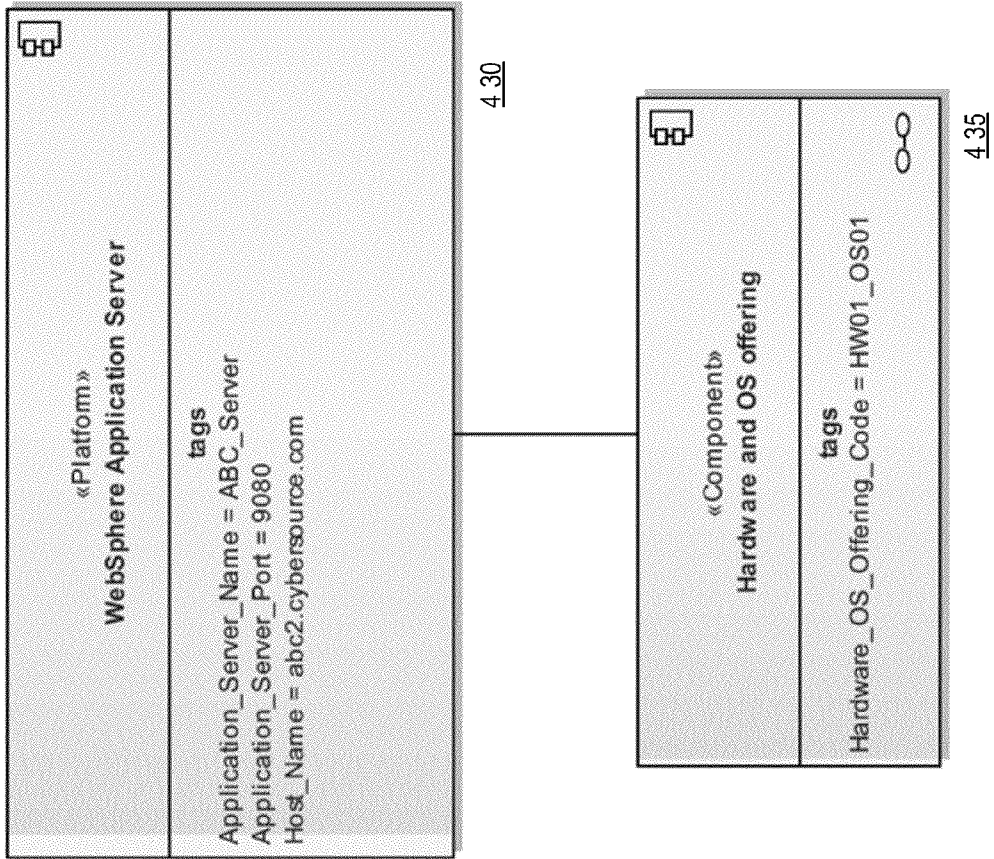 «Platform»
WebSphere Application Server
tags
Application_Server_Name = ABC_Server
Application_Server_Port = 9080
Host_Name = abc2.cybersource.com
430
«Component»
Hardware and OS offering
tags
Hardware_OS_Offering_Code = HW01_OS01
435